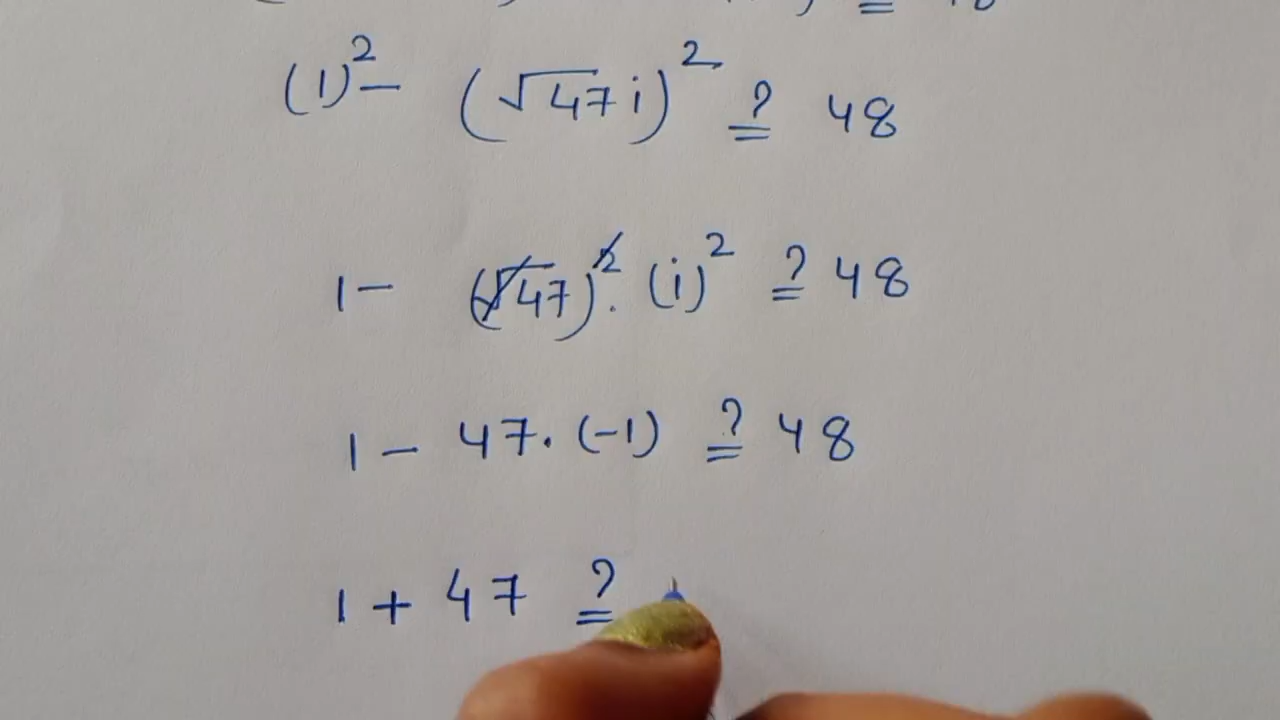 (1)² - (√47 i)² ≟ 48
1 - (√47)² · (i)² ≟ 48
1 - 47 · (-1) ≟ 48
1 + 47 ≟